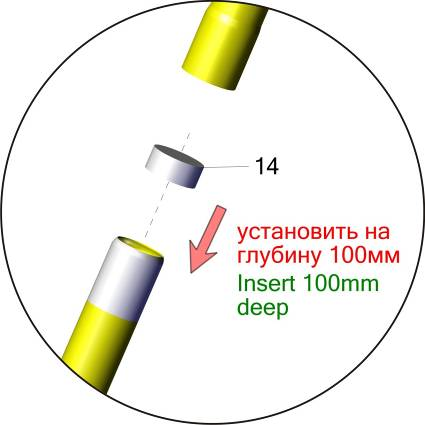 14
установить на
глубину 100мм
Insert 100mm
deep